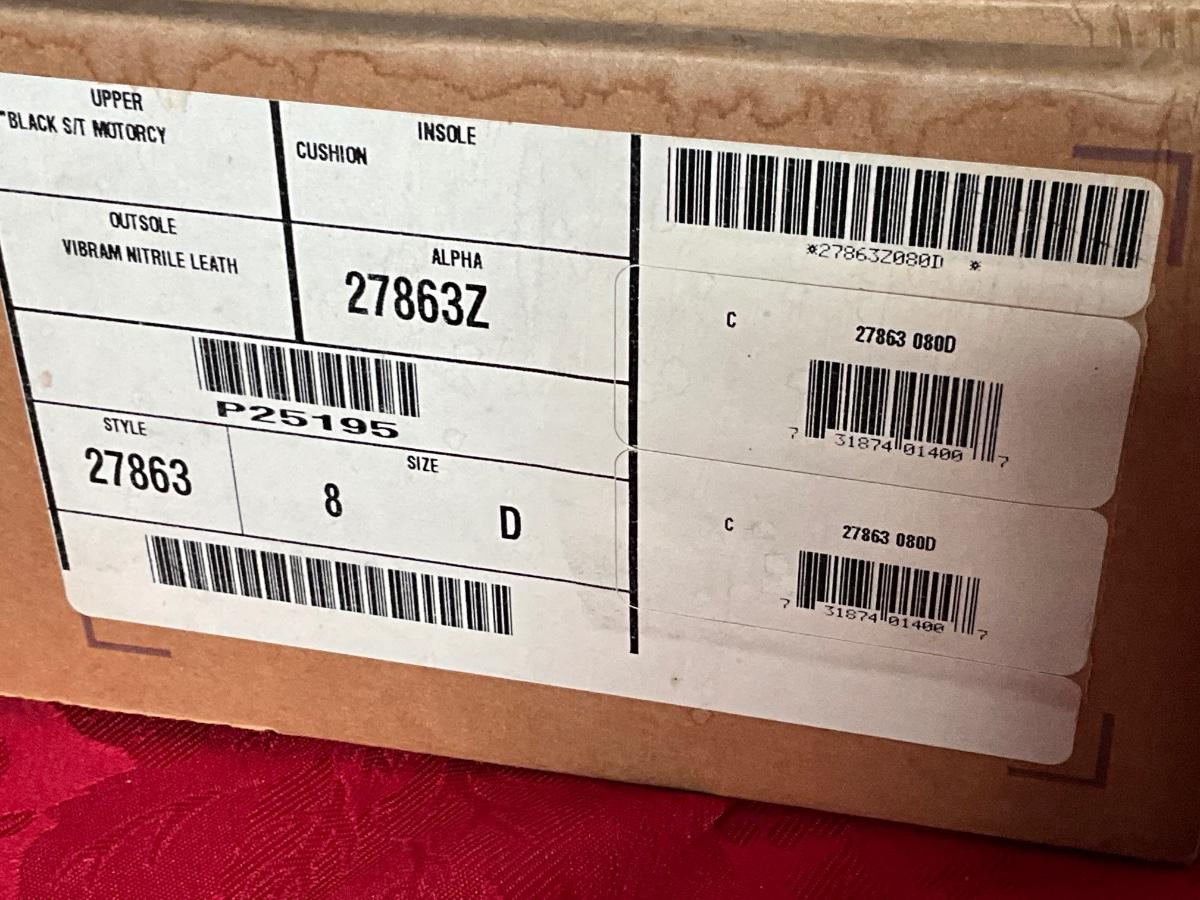 UPPER
"BLACK S/T MOTORCY
INSOLE
CUSHION
OUTSOLE
VIBRAM NITRILE LEATH
ALPHA
27863Z
P25195
STYLE
27863
SIZE
8 D
*27863Z080D *
C 27863 080D
7 31874 01400 7
C 27863 080D
7 31874 01400 7